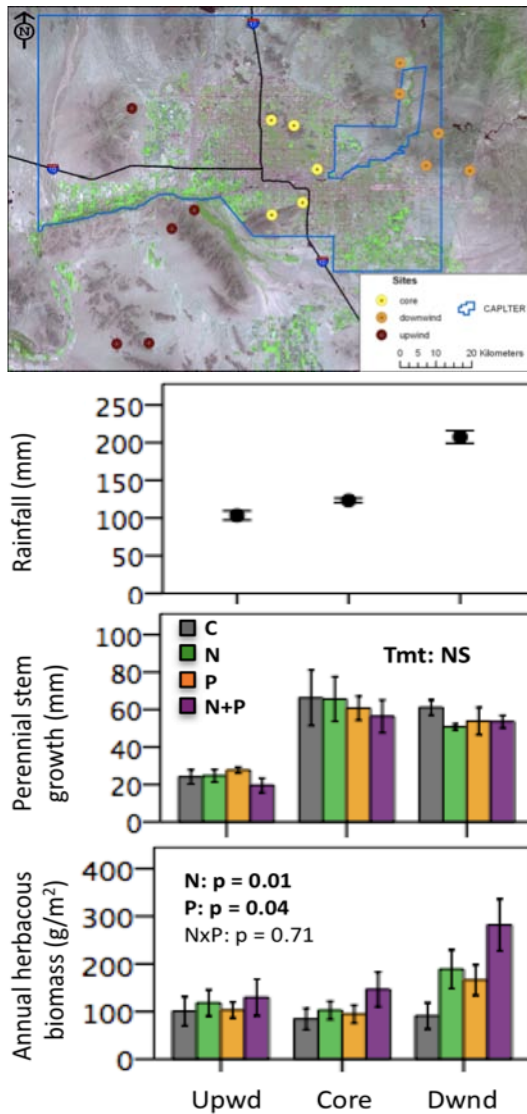 N
Sites
core
downwind
upwind
CAPLTER
0 5 10 20 Kilometers
Rainfall (mm)
250
200
150
100
50
0
Perennial stem
growth (mm)
100
80
60
40
20
0
C
N
P
N+P
Tmt: NS
Annual herbacous
biomass (g/m²)
400
300
200
100
0
N: p = 0.01
P: p = 0.04
NxP: p = 0.71
Upwd Core Dwnd